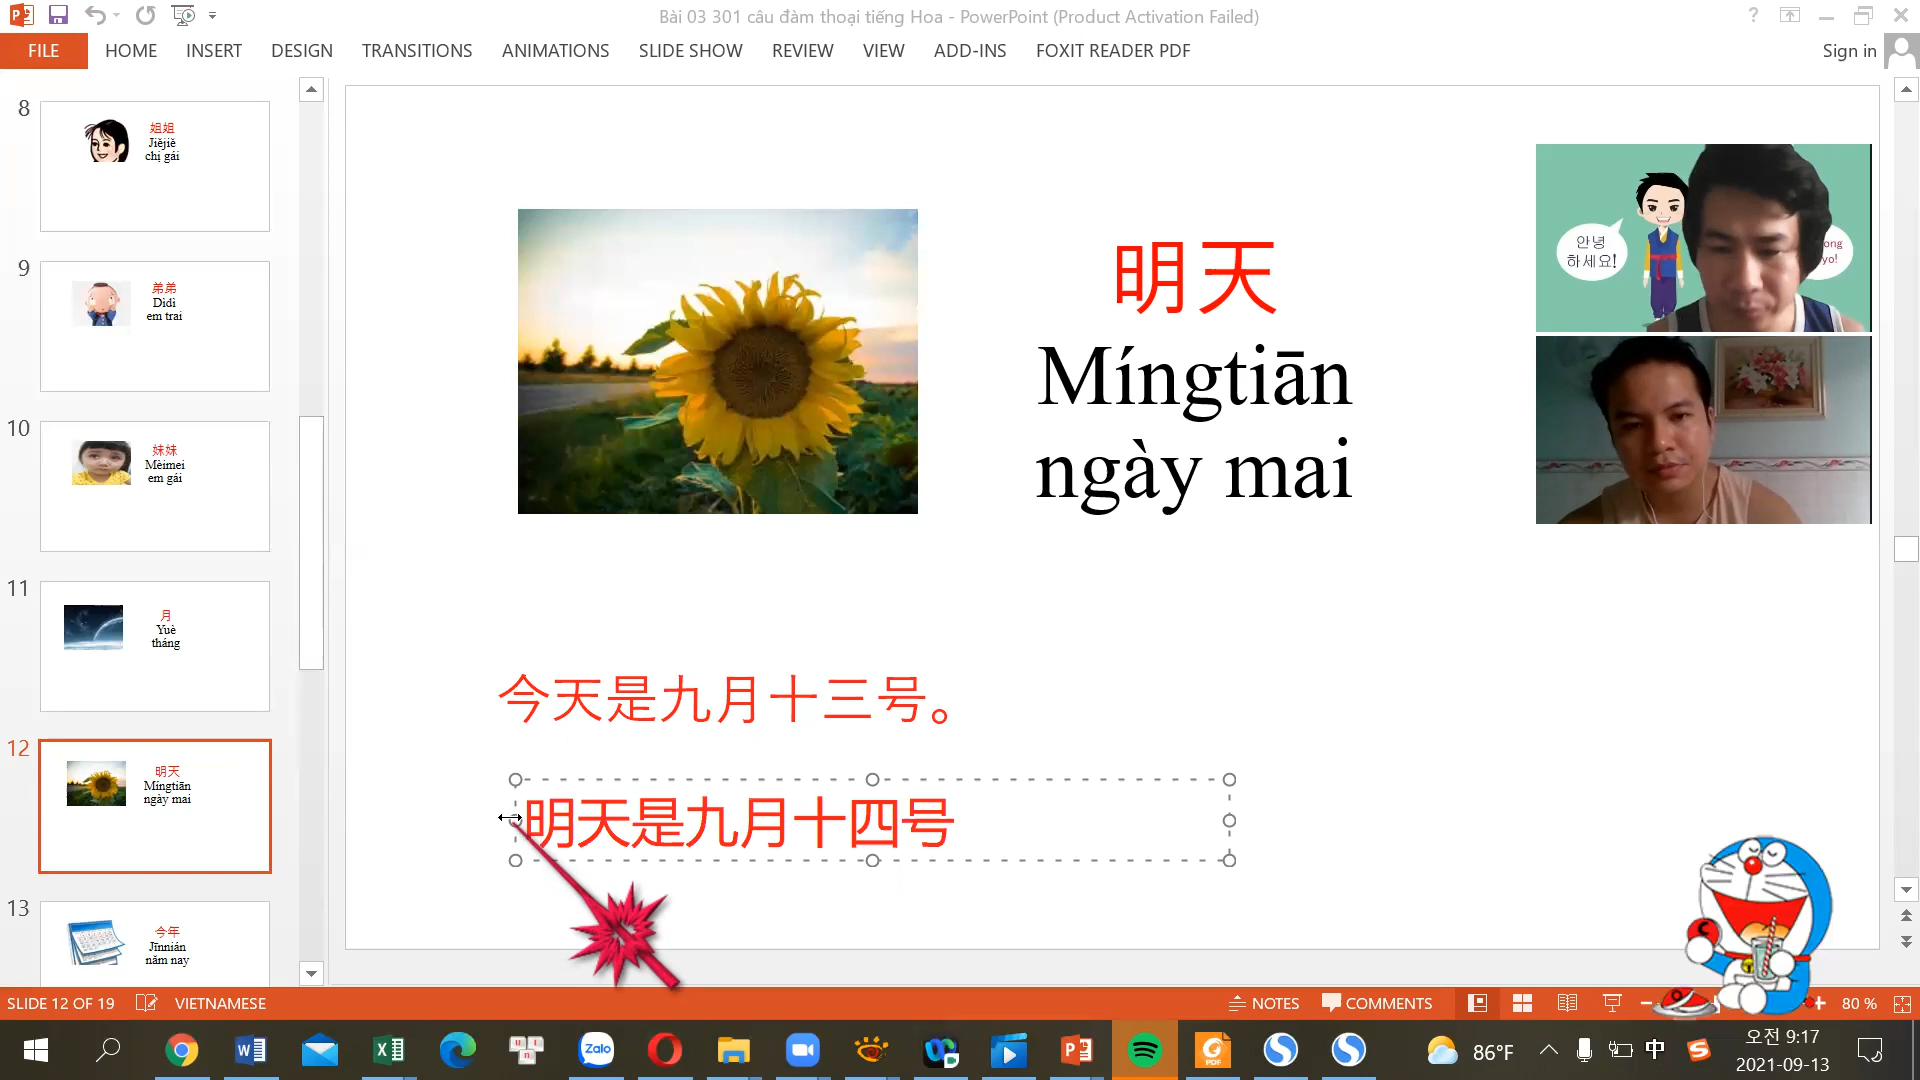 Bài 03 301 câu đàm thoại tiếng Hoa - PowerPoint (Product Activation Failed)
FILE HOME INSERT DESIGN TRANSITIONS ANIMATIONS SLIDE SHOW REVIEW VIEW ADD-INS FOXIT READER PDF
Sign in
8
姐姐
Jiějiě
chị gái
9
弟弟
Dìdi
em trai
10
妹妹
Mèimei
em gái
11
月
Yuè
tháng
12
明天
Míngtiān
ngày mai
13
今年
Jīnnián
năm nay
明天
Míngtiān
ngày mai
今天是九月十三号。
明天是九月十四号
안녕
하세요!
ong
yo!
SLIDE 12 OF 19 VIETNAMESE
NOTES COMMENTS 80 %
Zalo
PDF
86°F
中
오전 9:17
2021-09-13